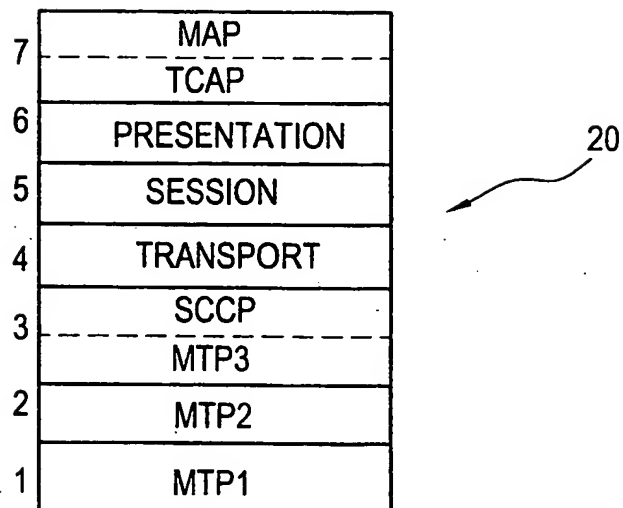 7 MAP
TCAP
6 PRESENTATION
20
5 SESSION
4 TRANSPORT
3 SCCP
MTP3
2 MTP2
1 MTP1